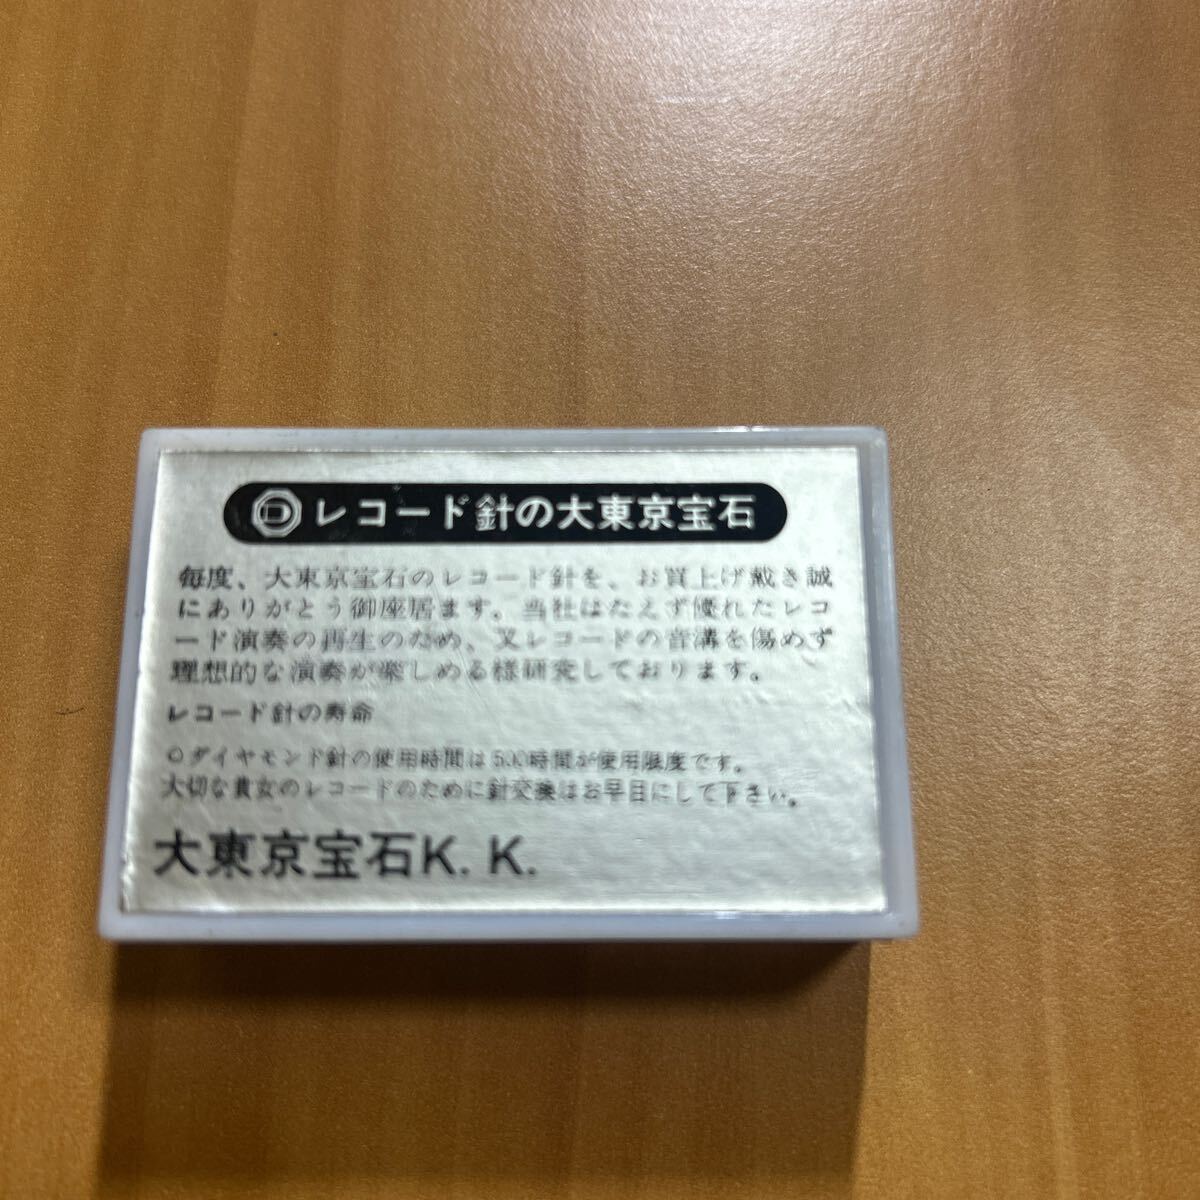 レコード針の大東京宝石
毎度、大東京宝石のレコード針を、お買上げ戴き誠
にありがとう御座居ます。当社はたえず優れたレコ
ード演奏の再生のため、又レコードの音溝を傷めず
理想的な演奏が楽しめる様研究しております。
レコード針の寿命
○ダイヤモンド針の使用時間は500時間が使用限度です。
大切な貴女のレコードのために針交換はお早目にして下さい。
大東京宝石K.K.